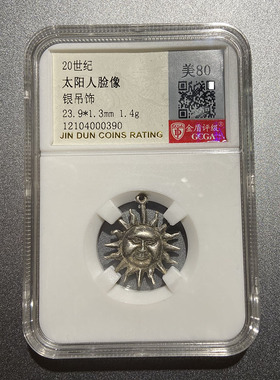 20世纪
太阳人脸像
银吊饰
23.9*1.3mm 1.4g
12104000390
JIN DUN COINS RATING
美80
金盾评级
GCGA